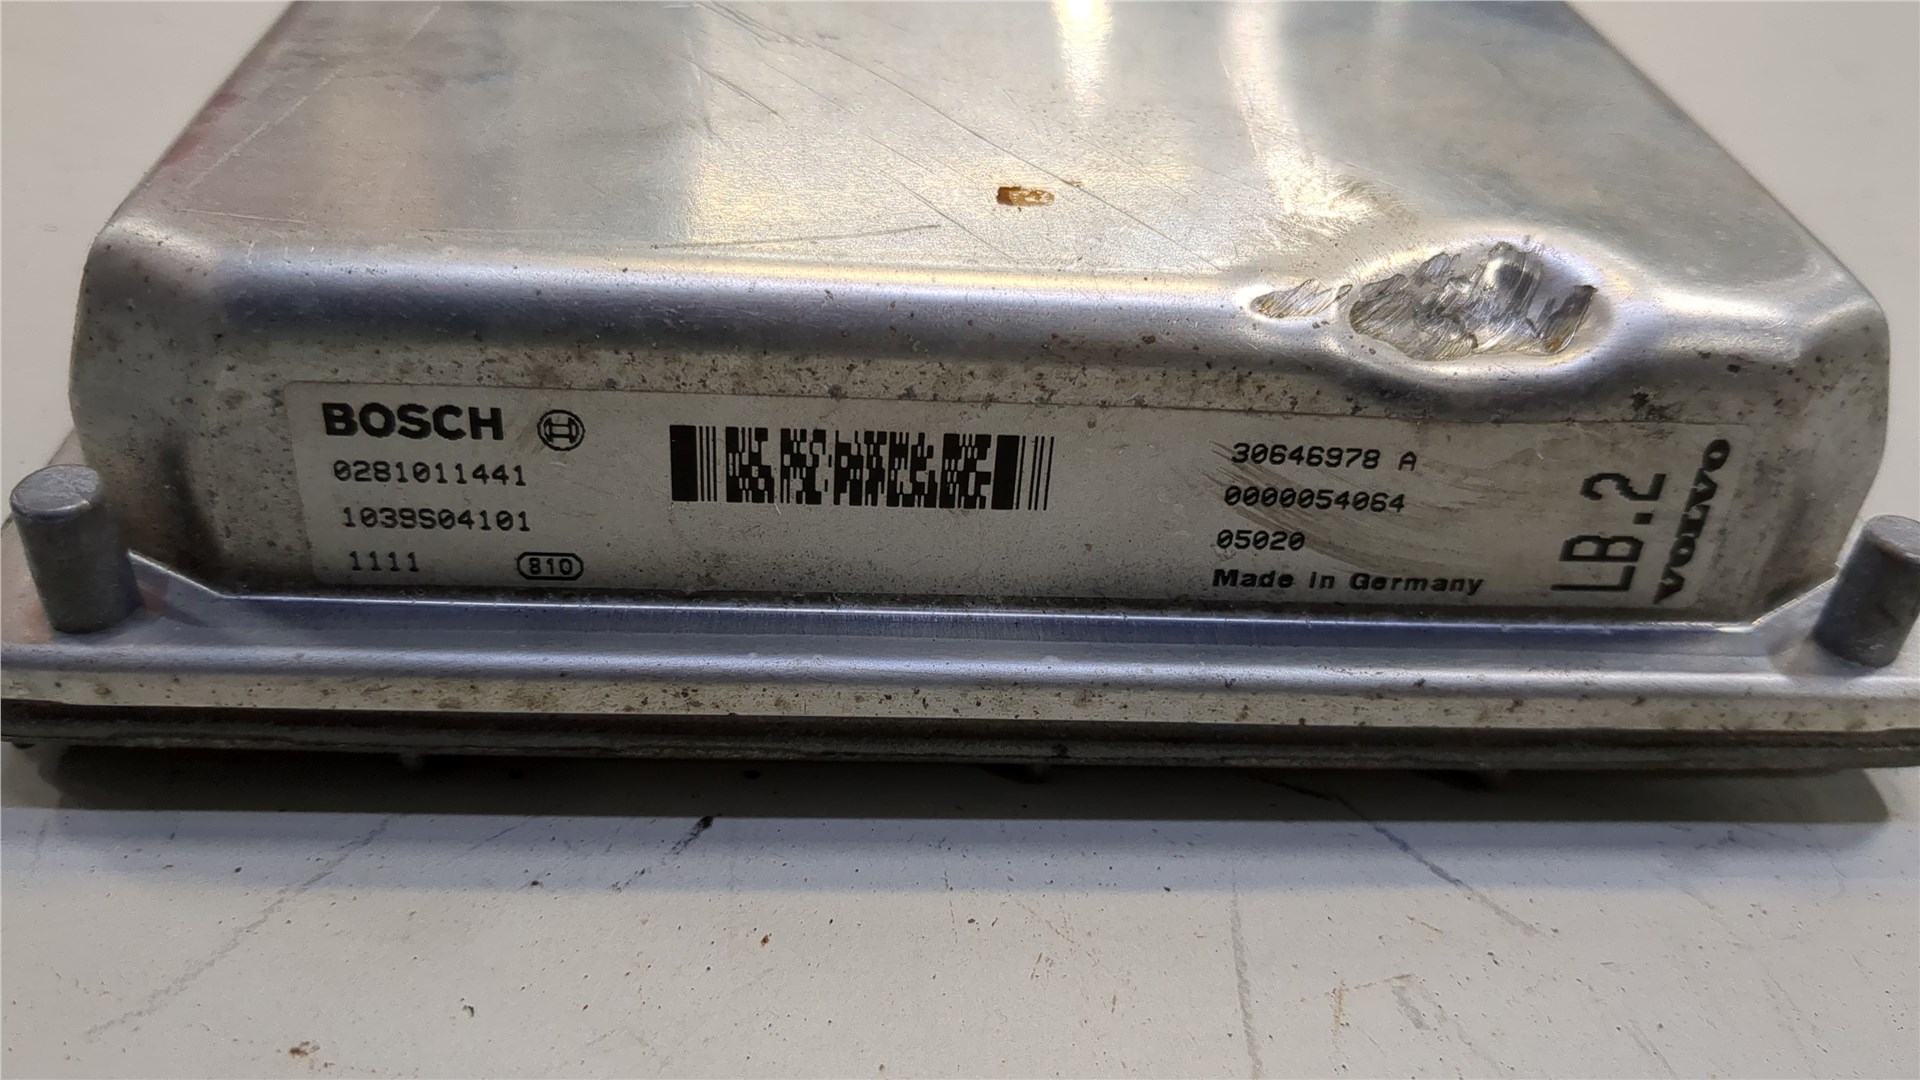 BOSCH
0281011441
1039S04101
1111
810
30646978 A
0000054064
05020
Made in Germany
LB.2
VOLVO